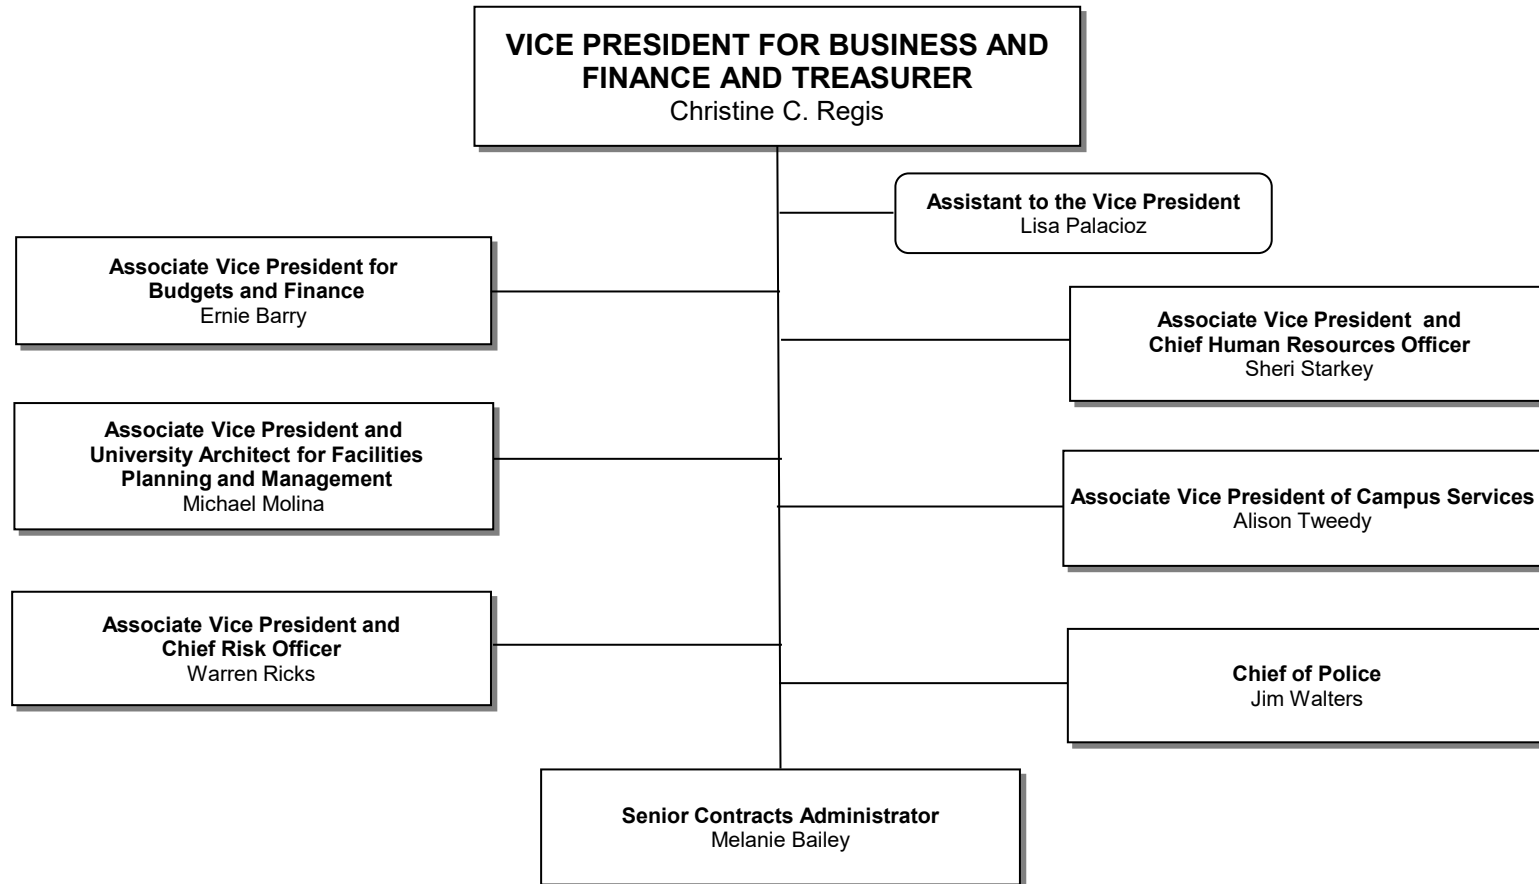 VICE PRESIDENT FOR BUSINESS AND
FINANCE AND TREASURER
Christine C. Regis
Assistant to the Vice President
Lisa Palacioz
Associate Vice President for
Budgets and Finance
Ernie Barry
Associate Vice President and
Chief Human Resources Officer
Sheri Starkey
Associate Vice President and
University Architect for Facilities
Planning and Management
Michael Molina
Associate Vice President of Campus Services
Alison Tweedy
Associate Vice President and
Chief Risk Officer
Warren Ricks
Chief of Police
Jim Walters
Senior Contracts Administrator
Melanie Bailey